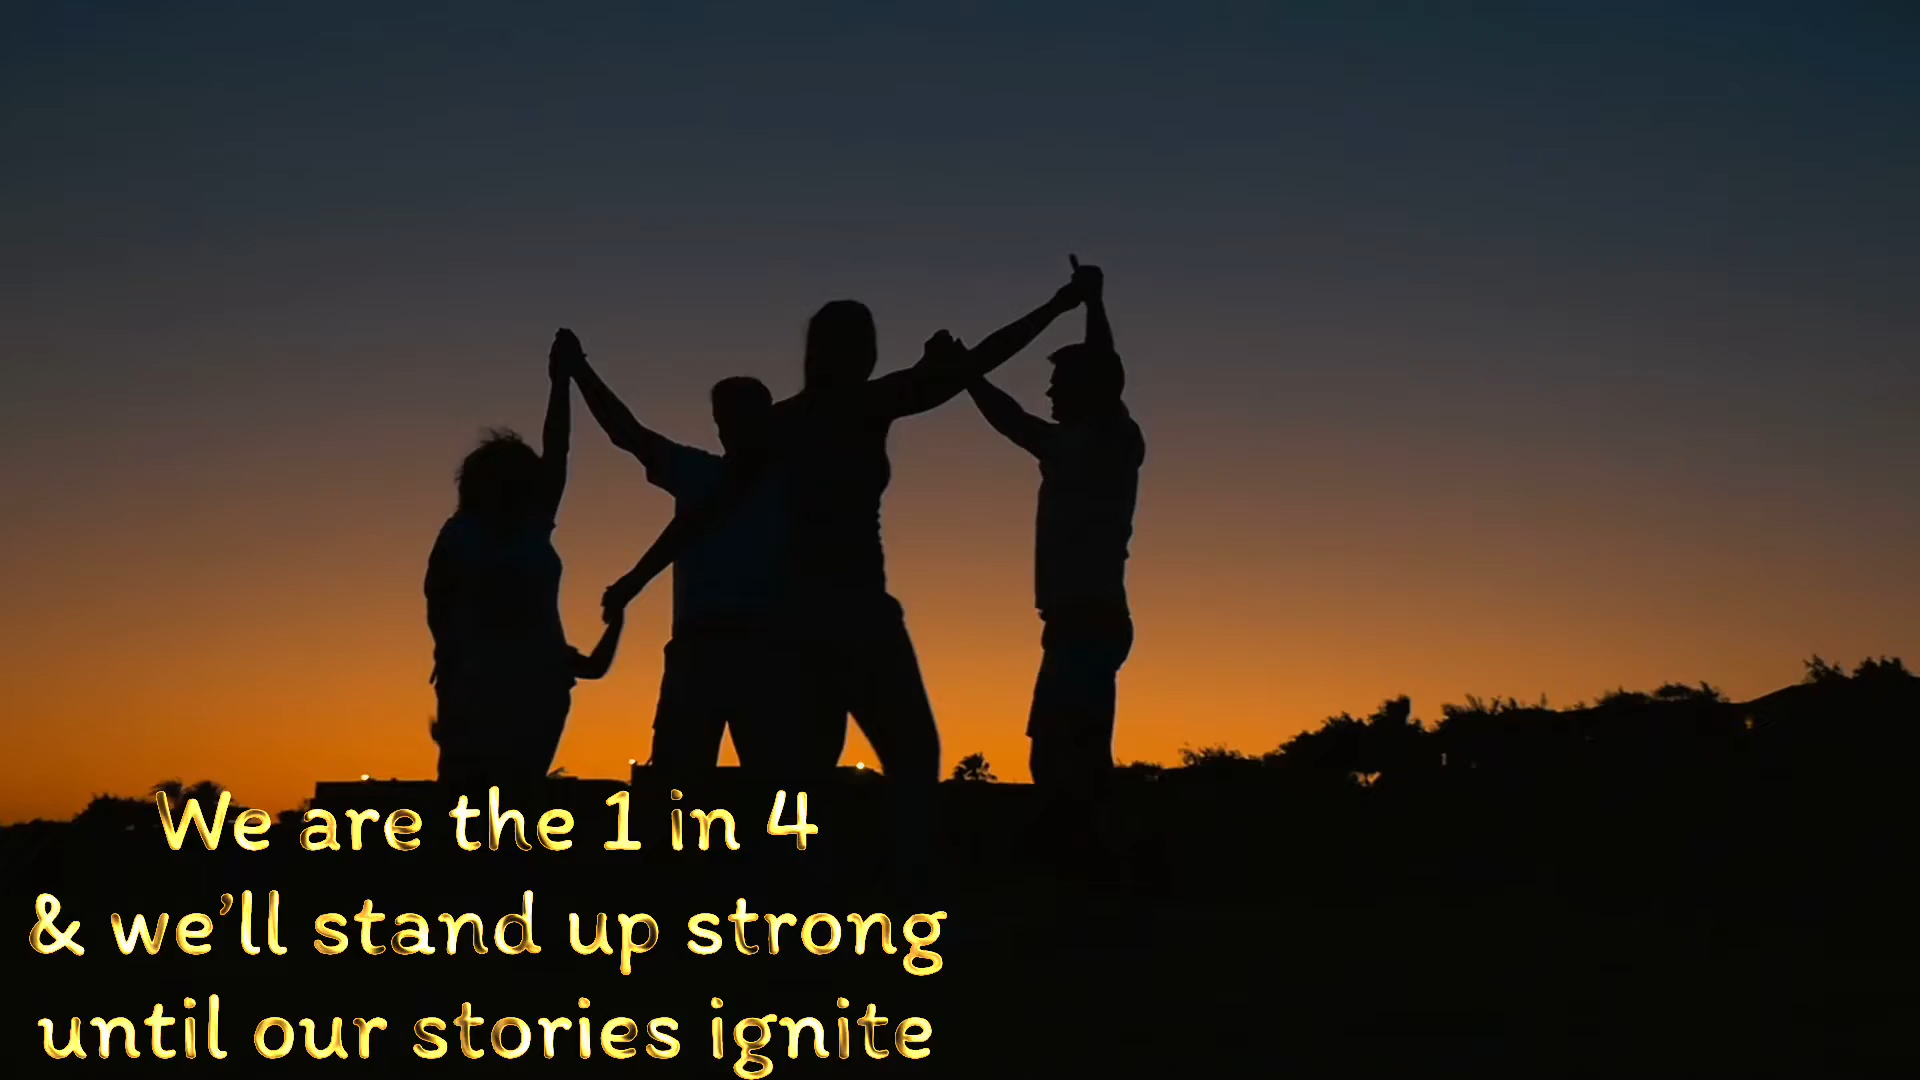 We are the 1 in 4
& we’ll stand up strong
until our stories ignite